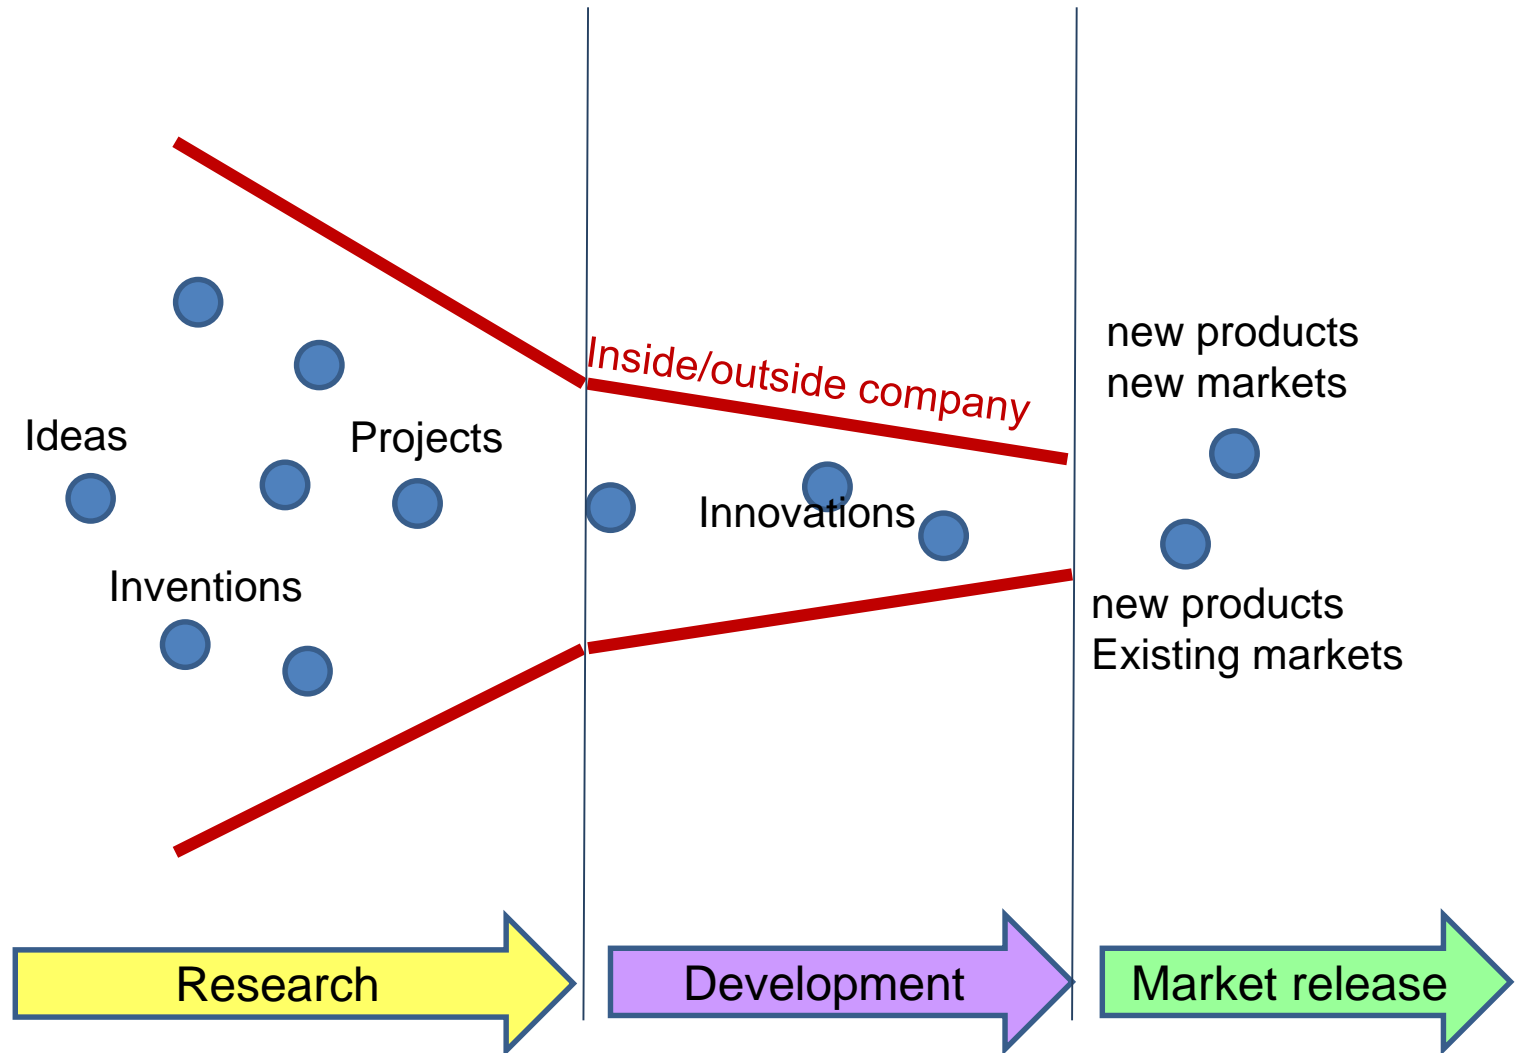 Ideas
Projects
Inventions
Inside/outside company
Innovations
new products
new markets
new products
Existing markets
Research
Development
Market release